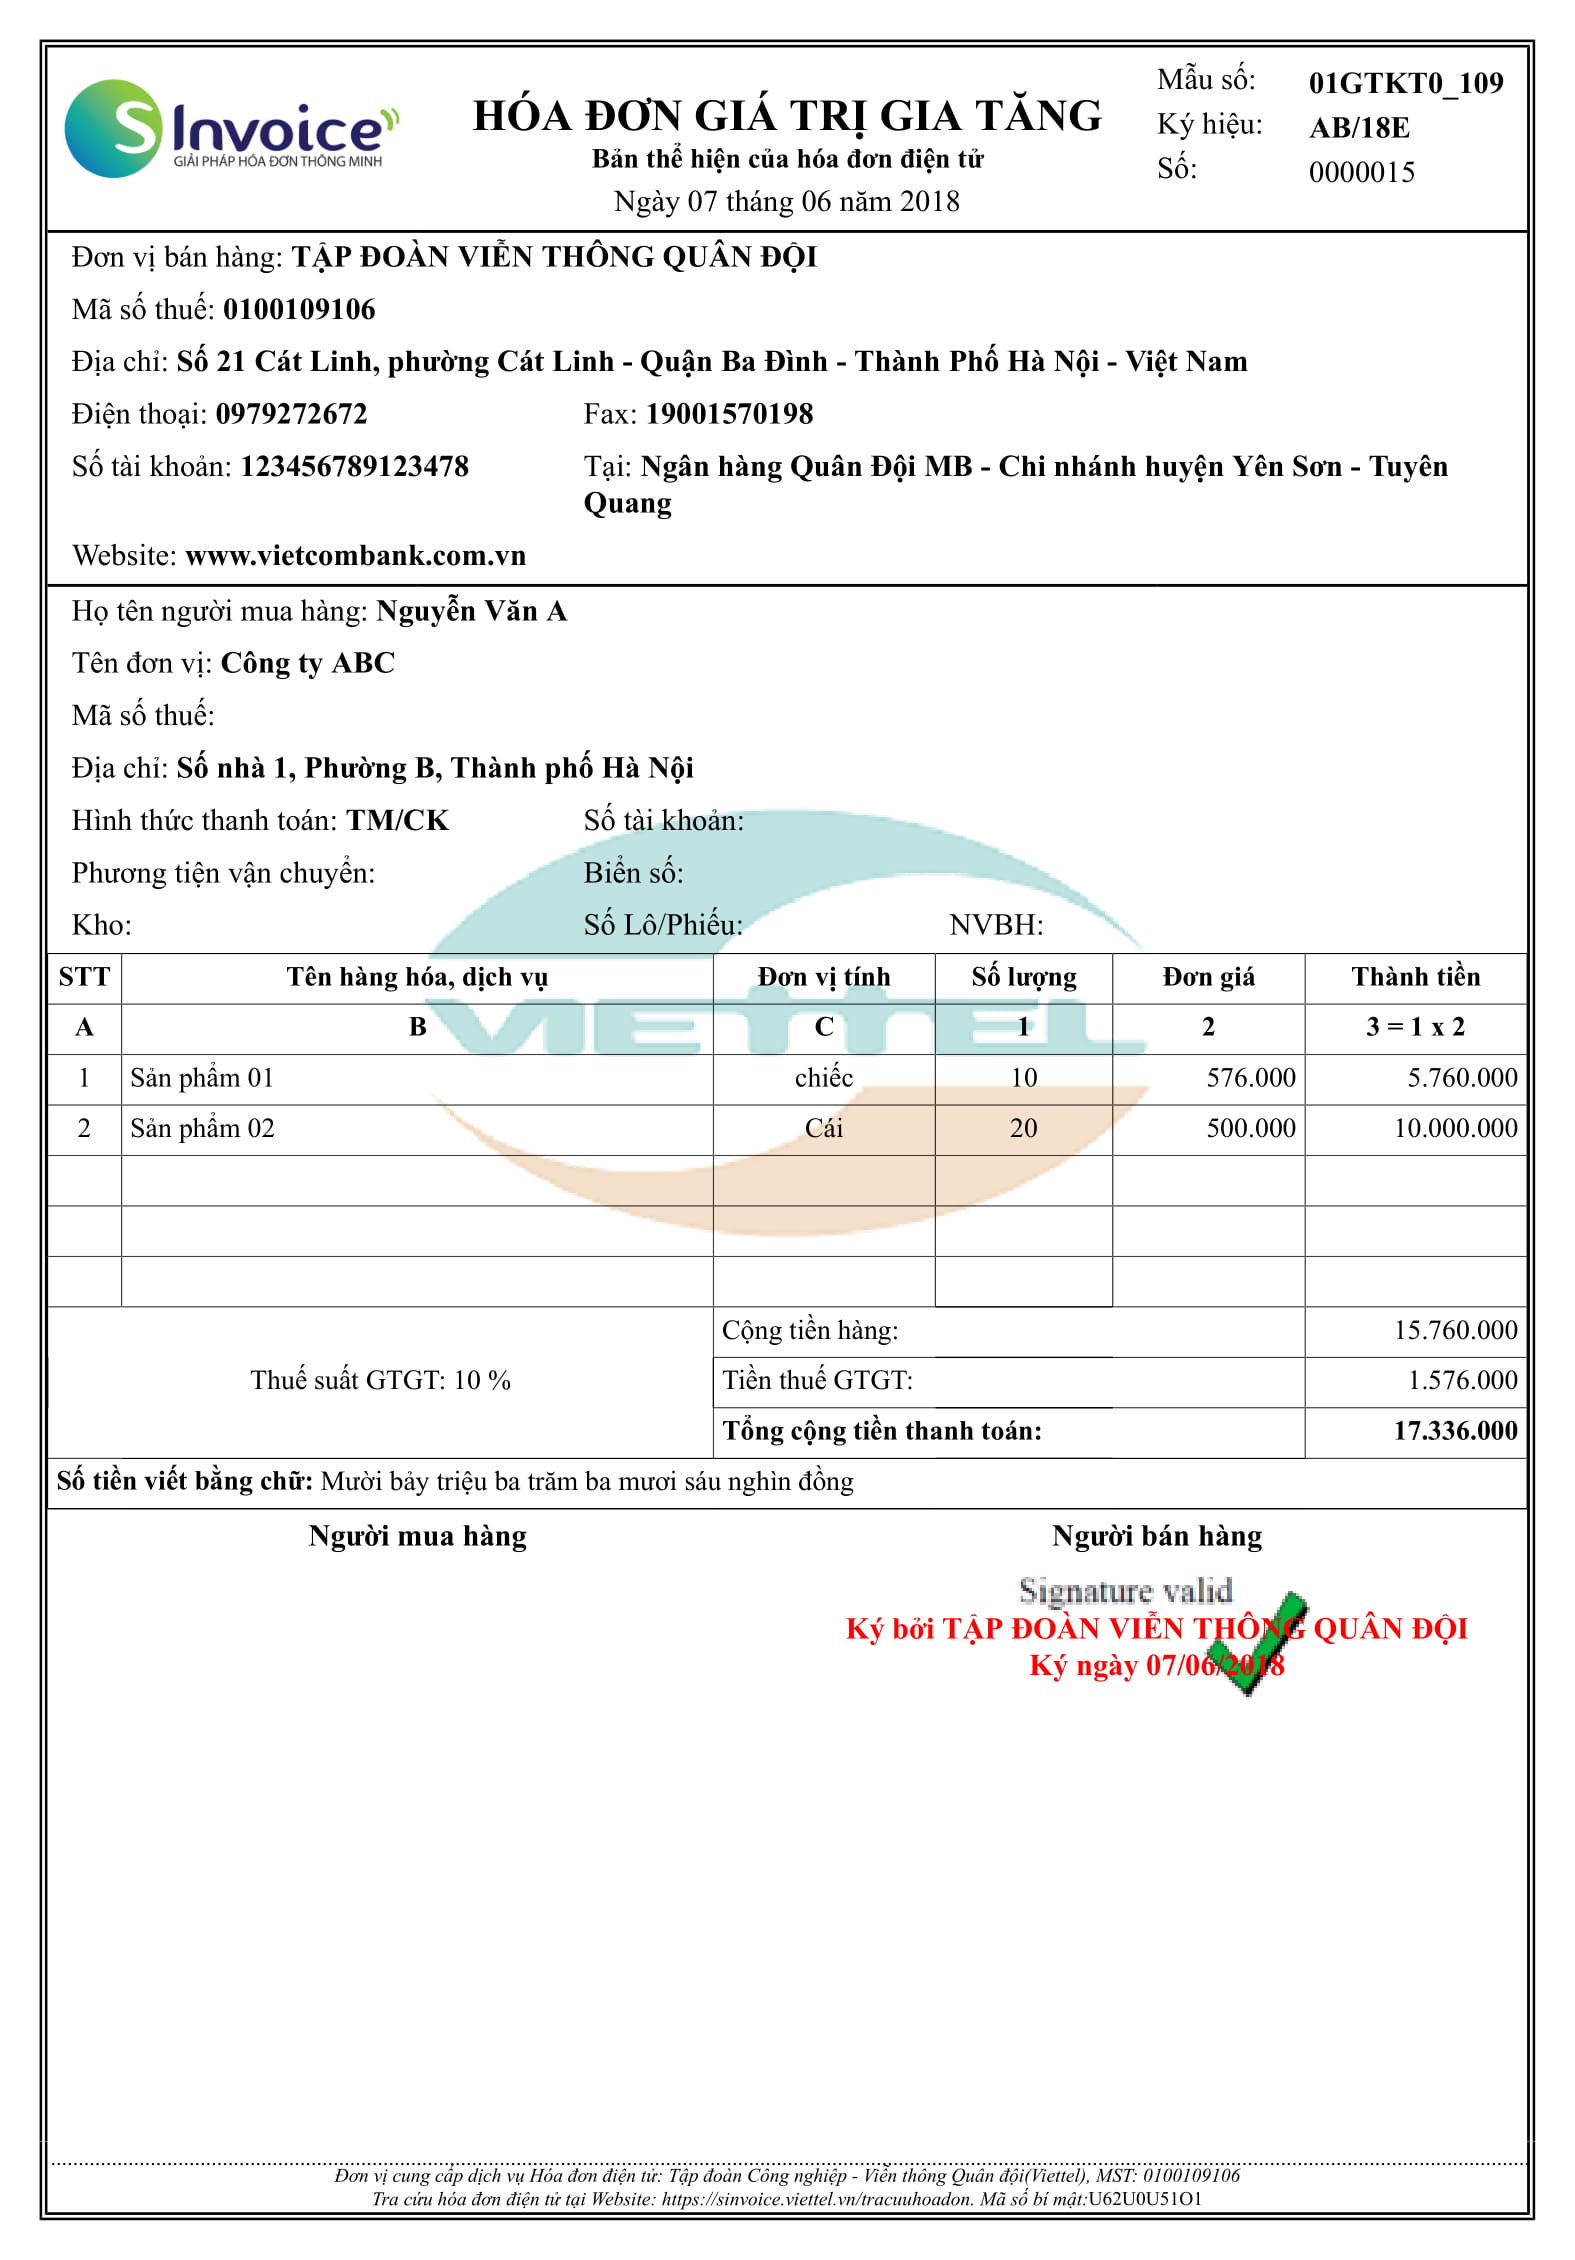 S Invoice
GIẢI PHÁP HÓA ĐƠN THÔNG MINH
HÓA ĐƠN GIÁ TRỊ GIA TĂNG
Bản thể hiện của hóa đơn điện tử
Ngày 07 tháng 06 năm 2018
Mẫu số: 01GTKT0_109
Ký hiệu: AB/18E
Số: 0000015
Đơn vị bán hàng: TẬP ĐOÀN VIỄN THÔNG QUÂN ĐỘI
Mã số thuế: 0100109106
Địa chỉ: Số 21 Cát Linh, phường Cát Linh - Quận Ba Đình - Thành Phố Hà Nội - Việt Nam
Điện thoại: 0979272672 Fax: 19001570198
Số tài khoản: 123456789123478 Tại: Ngân hàng Quân Đội MB - Chi nhánh huyện Yên Sơn - Tuyên
Quang
Website: www.vietcombank.com.vn
Họ tên người mua hàng: Nguyễn Văn A
Tên đơn vị: Công ty ABC
Mã số thuế:
Địa chỉ: Số nhà 1, Phường B, Thành phố Hà Nội
Hình thức thanh toán: TM/CK Số tài khoản:
Phương tiện vận chuyển: Biển số:
Kho: Số Lô/Phiếu: NVBH:
STT Tên hàng hóa, dịch vụ Đơn vị tính Số lượng Đơn giá Thành tiền
A B C 1 2 3 = 1 x 2
VIETTEL
1 Sản phẩm 01 chiếc 10 576.000 5.760.000
2 Sản phẩm 02 Cái 20 500.000 10.000.000
Cộng tiền hàng: 15.760.000
Thuế suất GTGT: 10 % Tiền thuế GTGT: 1.576.000
Tổng cộng tiền thanh toán: 17.336.000
Số tiền viết bằng chữ: Mười bảy triệu ba trăm ba mươi sáu nghìn đồng
Người mua hàng Người bán hàng
Signature valid
Ký bởi TẬP ĐOÀN VIỄN THÔNG QUÂN ĐỘI
Ký ngày 07/06/2018
Đơn vị cung cấp dịch vụ Hóa đơn điện tử: Tập đoàn Công nghiệp - Viễn thông Quân đội(Viettel), MST: 0100109106
Tra cứu hóa đơn điện tử tại Website: https://sinvoice.viettel.vn/tracuuhoadon. Mã số bí mật:U62U0U51O1